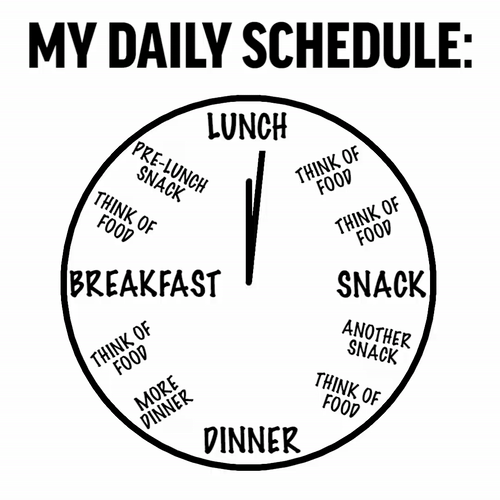 MY DAILY SCHEDULE:
LUNCH
THINK OF
FOOD
THINK OF
FOOD
SNACK
ANOTHER
SNACK
THINK OF
FOOD
DINNER
MORE
DINNER
THINK OF
FOOD
BREAKFAST
THINK OF
FOOD
PRE-LUNCH
SNACK